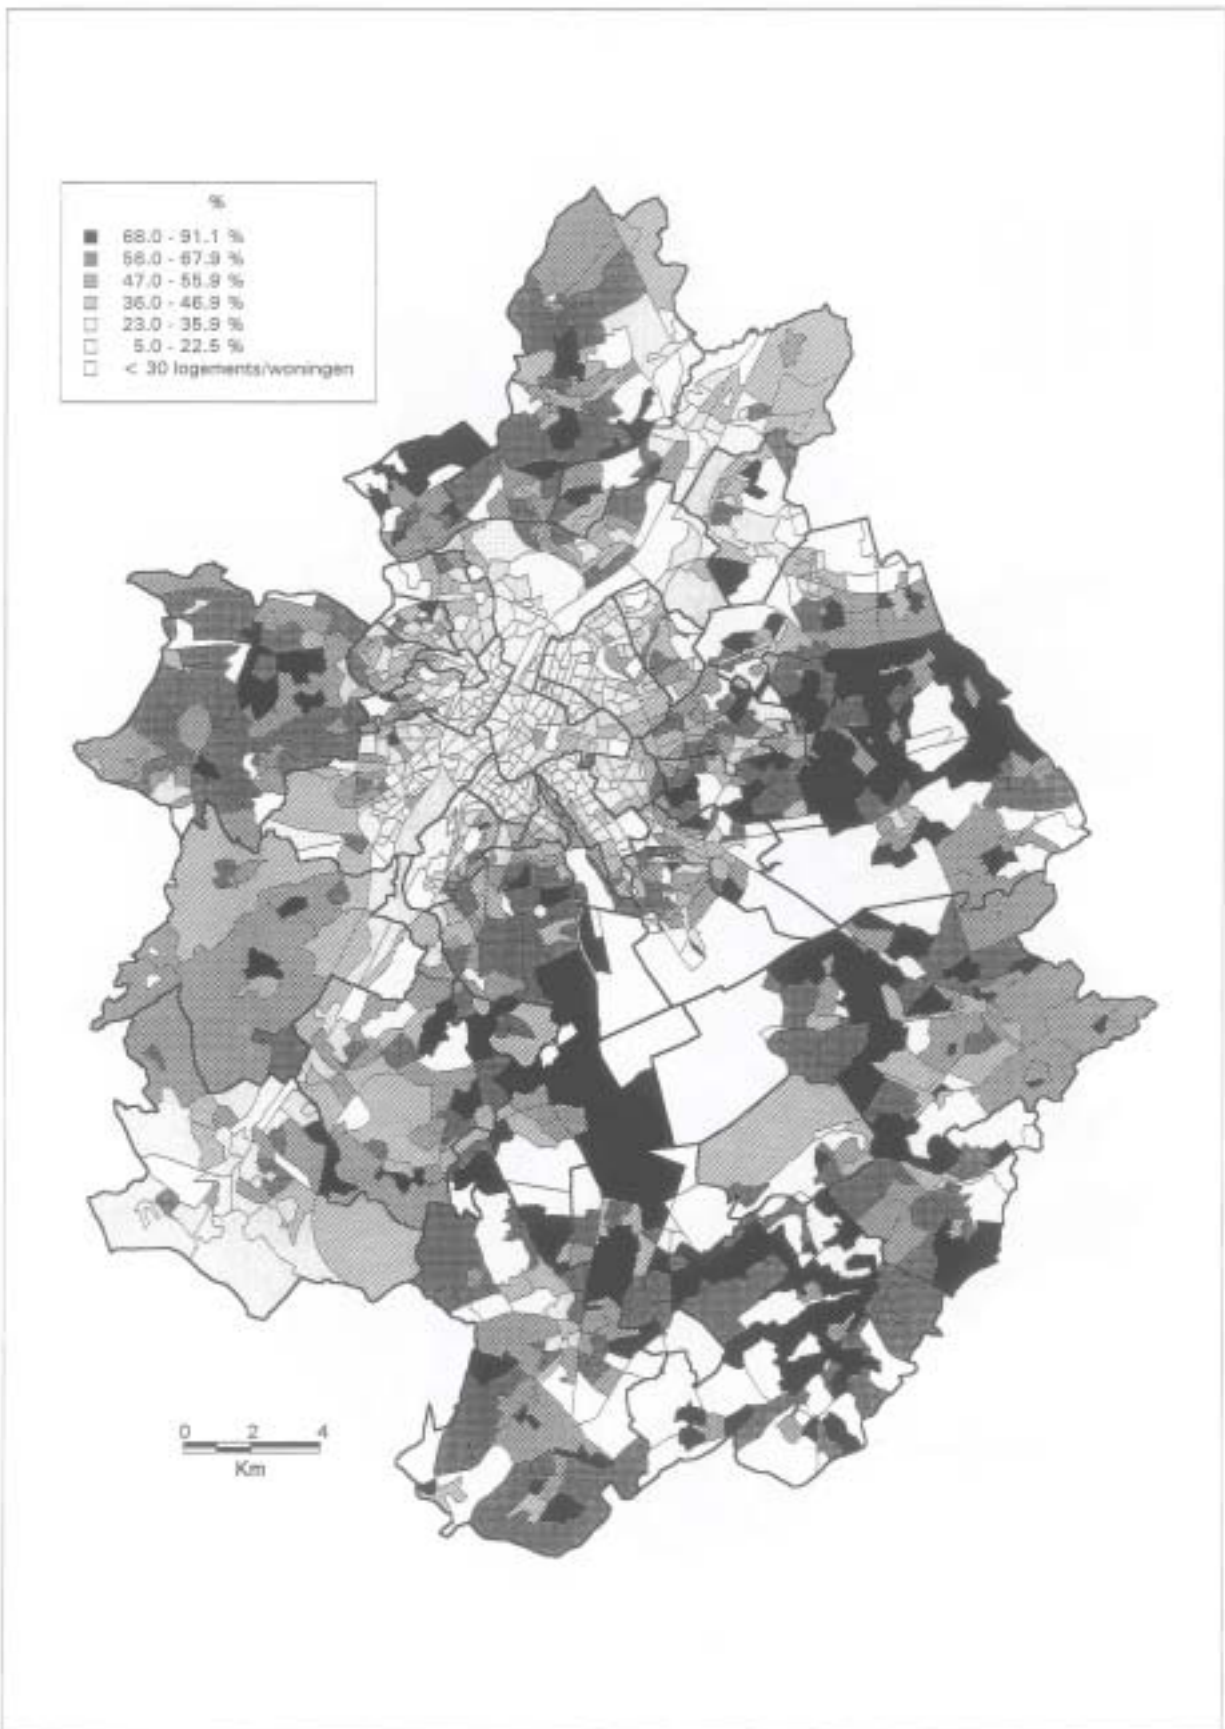 %
68.0 - 91.1 %
56.0 - 67.9 %
47.0 - 55.9 %
36.0 - 46.9 %
23.0 - 35.9 %
5.0 - 22.5 %
< 30 logements/woningen
0 2 4
Km